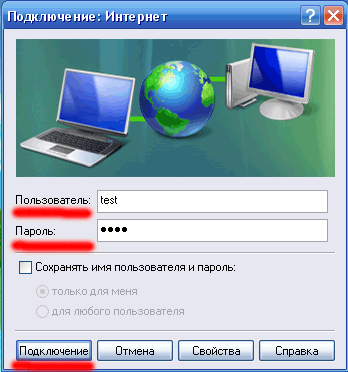 Подключение: Интернет
Пользователь: test
Пароль: ●●●●
Сохранять имя пользователя и пароль:
только для меня
для любого пользователя
Подключение Отмена Свойства Справка